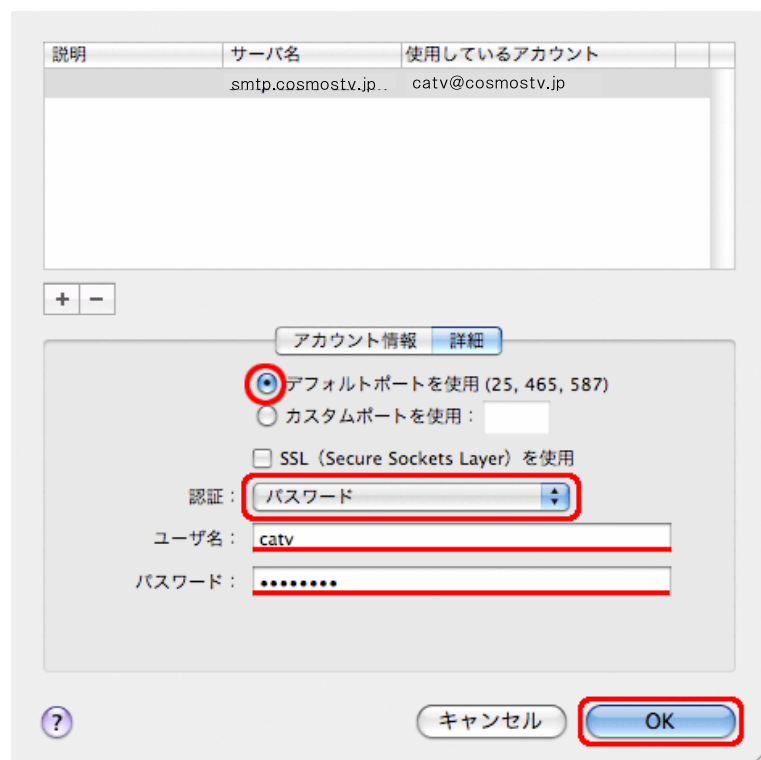 説明 サーバ名 使用しているアカウント
smtp.cosmostv.jp.. catv@cosmostv.jp
+ −
アカウント情報 詳細
デフォルトポートを使用 (25, 465, 587)
カスタムポートを使用：
SSL（Secure Sockets Layer）を使用
認証： パスワード
ユーザ名： catv
パスワード： ••••••••
? キャンセル OK